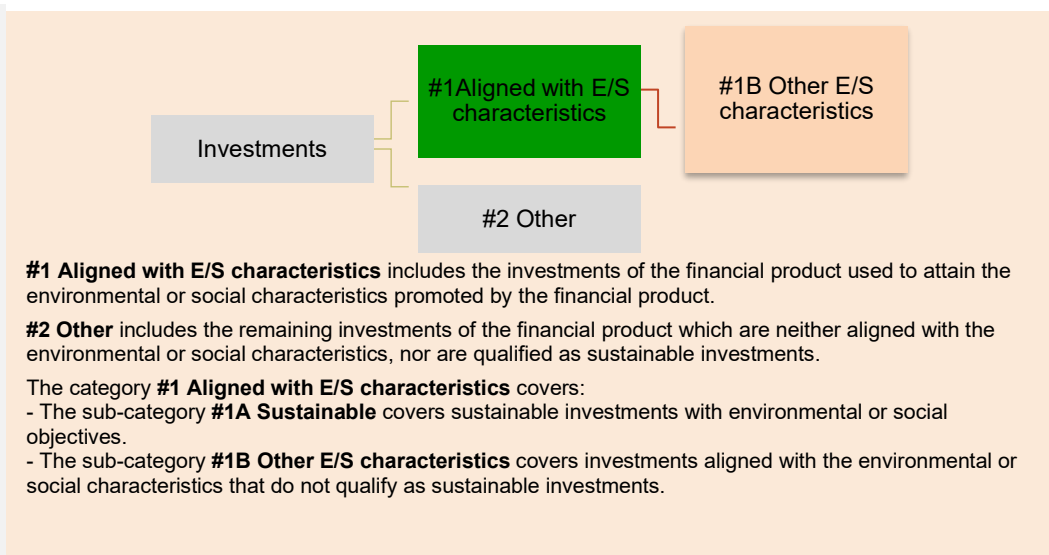 #1Aligned with E/S
characteristics
#1B Other E/S
characteristics
Investments
#2 Other
#1 Aligned with E/S characteristics includes the investments of the financial product used to attain the
environmental or social characteristics promoted by the financial product.
#2 Other includes the remaining investments of the financial product which are neither aligned with the
environmental or social characteristics, nor are qualified as sustainable investments.
The category #1 Aligned with E/S characteristics covers:
- The sub-category #1A Sustainable covers sustainable investments with environmental or social
objectives.
- The sub-category #1B Other E/S characteristics covers investments aligned with the environmental or
social characteristics that do not qualify as sustainable investments.